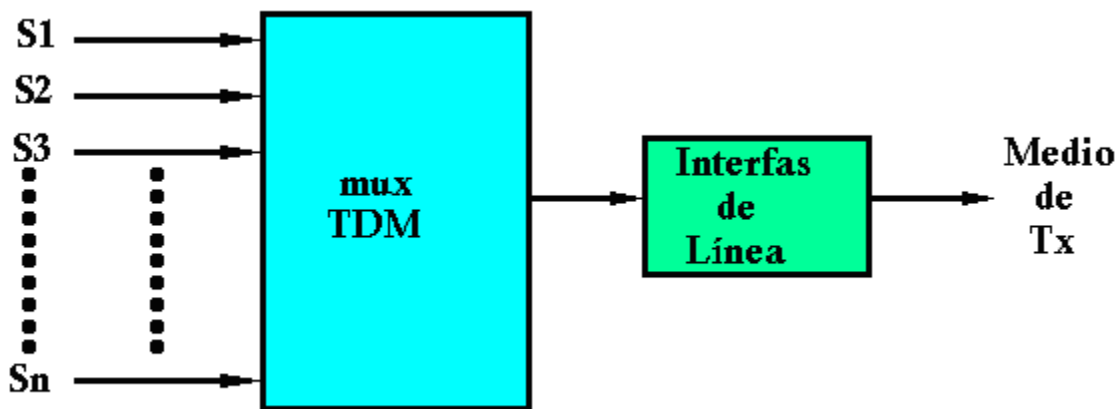 S1
S2
S3
Sn
mux
TDM
Interfas
de
Línea
Medio
de
Tx